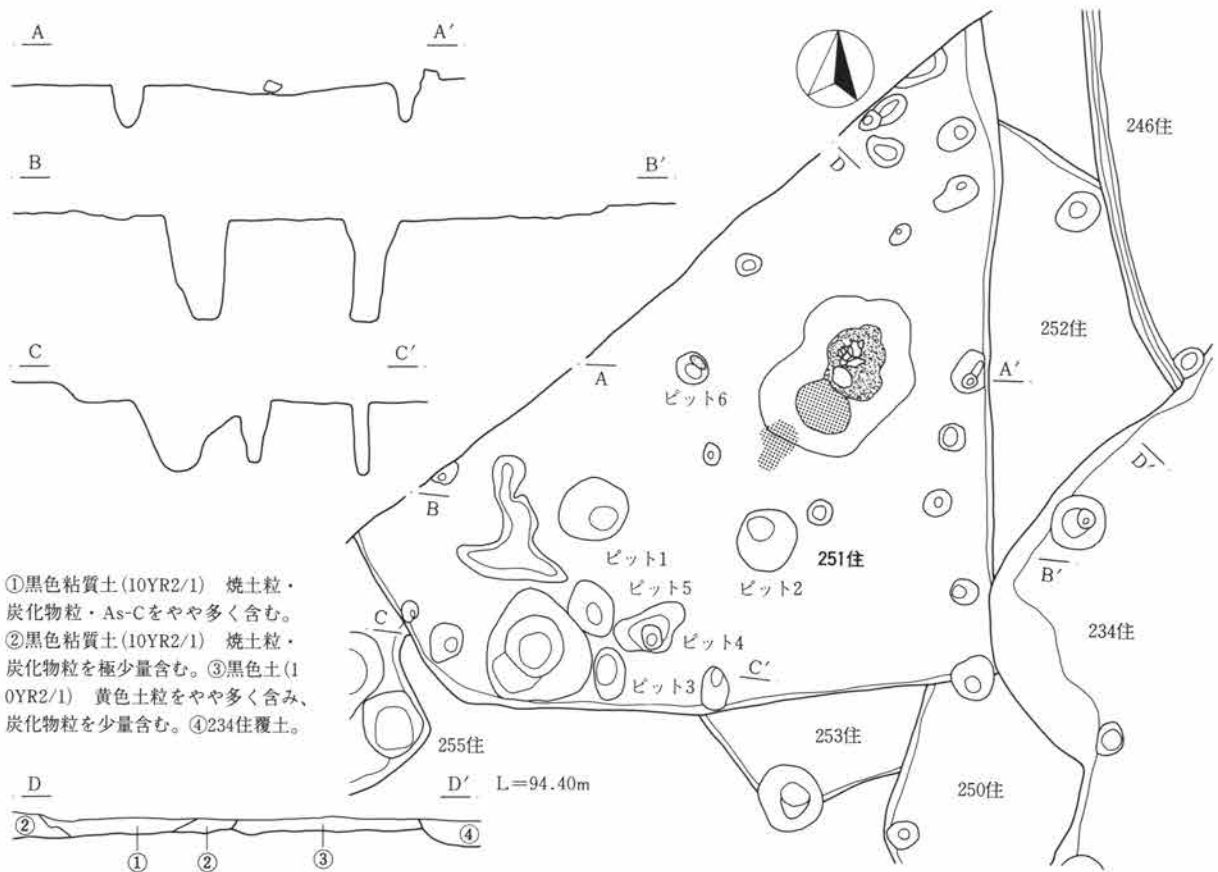 A
A′
B
B′
C
C′
①黒色粘質土(10YR2/1) 焼土粒・
炭化物粒・As-Cをやや多く含む。
②黒色粘質土(10YR2/1) 焼土粒・
炭化物粒を極少量含む。③黒色土(1
0YR2/1) 黄色土粒をやや多く含み、
炭化物粒を少量含む。④234住覆土。
D
D′
L=94.40m
②
①
②
③
④
246住
D
252住
A
A′
ピット6
D′
B
ピット1
ピット2
251住
B′
ピット5
ピット4
C
234住
ピット3
C′
255住
253住
250住